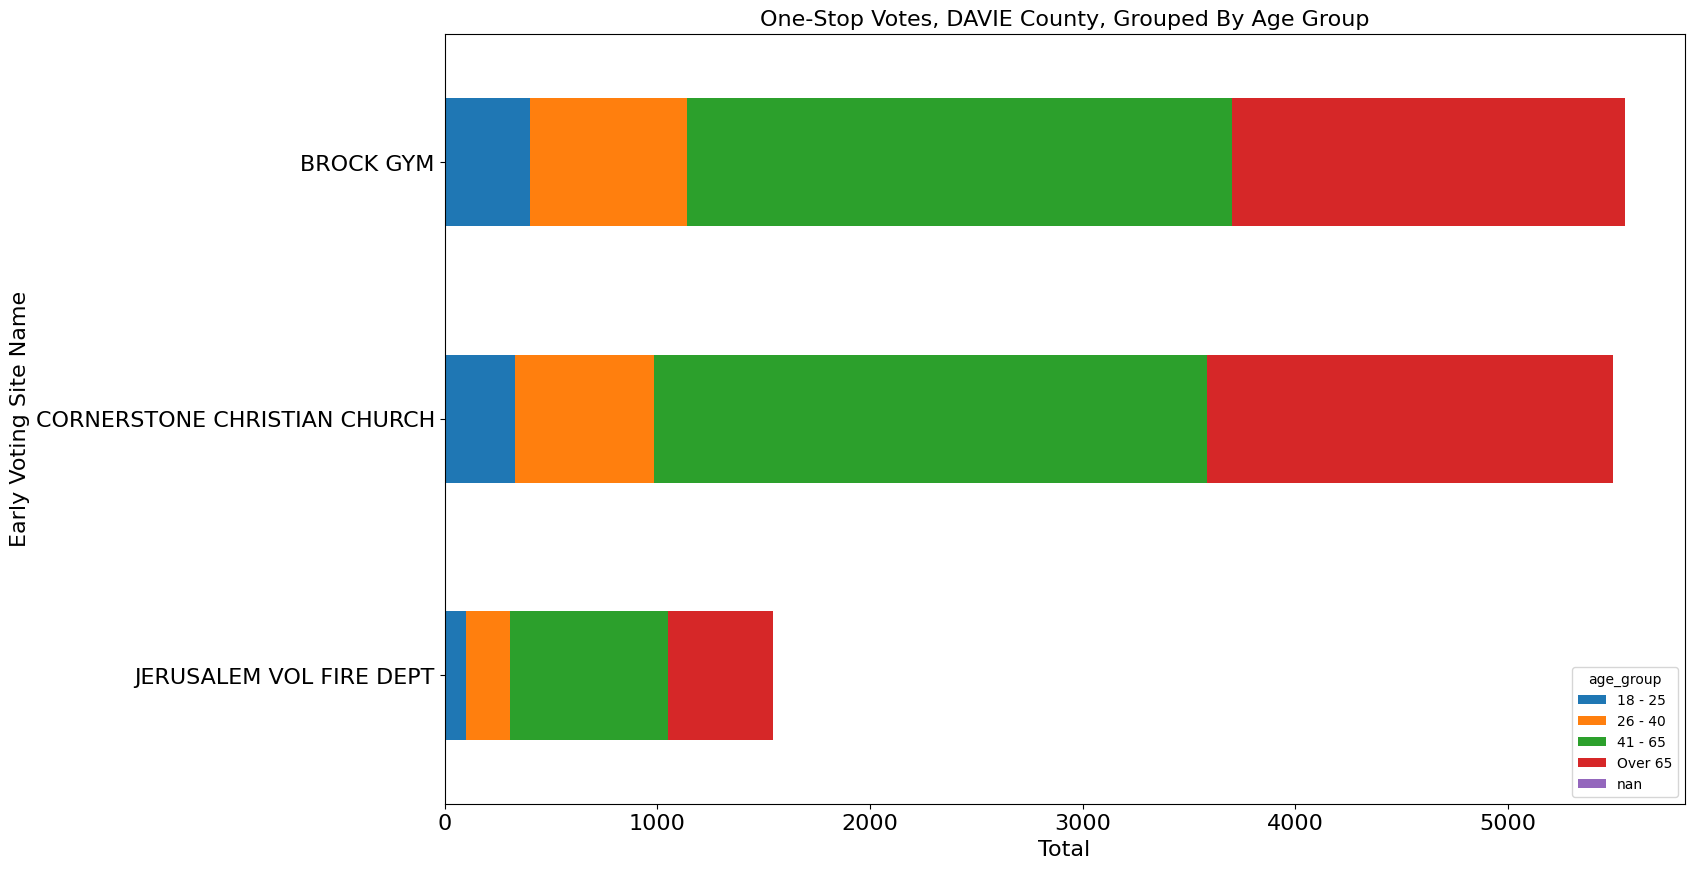 One-Stop Votes, DAVIE County, Grouped By Age Group
Early Voting Site Name
BROCK GYM
CORNERSTONE CHRISTIAN CHURCH
JERUSALEM VOL FIRE DEPT
age_group
18 - 25
26 - 40
41 - 65
Over 65
nan
0 1000 2000 3000 4000 5000
Total